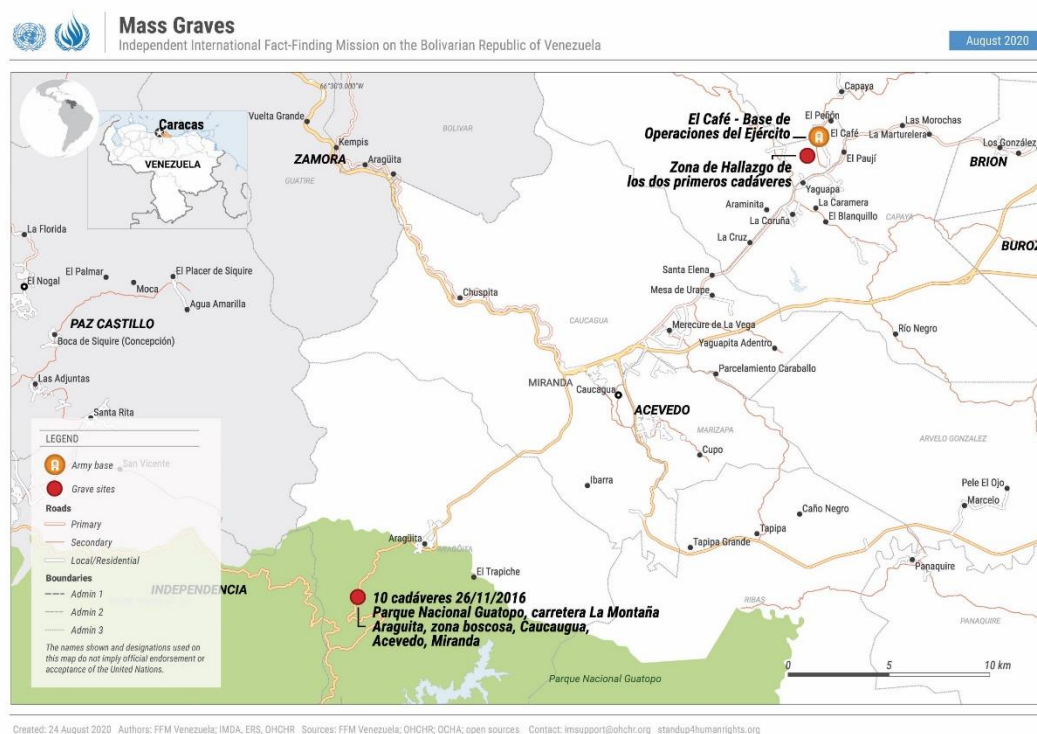 Mass Graves
Independent International Fact-Finding Mission on the Bolivarian Republic of Venezuela
August 2020
66°30'0.000"W
Caracas
VENEZUELA
Vuelta Grande
Kempis
ZAMORA
Aragüita
GUATIRE
BOLIVAR
Capaya
El Café - Base de
Operaciones del Ejército
El Peñón
El Café
Las Morochas
La Marturelera
Los González
BRION
El Paují
Zona de Hallazgo de
los dos primeros cadáveres
Yaguapa
La Caramera
Araminita
La Coruña
El Blanquillo
CAPAYA
La Cruz
BUROZ
La Florida
El Palmar
El Placer de Siquire
El Nogal
Moca
Agua Amarilla
Santa Elena
Mesa de Urape
Chuspita
CAUCAGUA
PAZ CASTILLO
Boca de Siquire (Concepción)
Merecure de La Vega
Yaguapita Adentro
Río Negro
Las Adjuntas
MIRANDA
Parcelamiento Caraballo
Caucagua
ACEVEDO
Santa Rita
MARIZAPA
ARVELO GONZALEZ
Cupo
San Vicente
Ibarra
Pele El Ojo
Marcelo
Caño Negro
Tapipa
Tapipa Grande
Panaquire
Aragüita
ARAGÜITA
El Trapiche
INDEPENDENCIA
10 cadáveres 26/11/2016
Parque Nacional Guatopo, carretera La Montaña
Araguita, zona boscosa, Caucaugua,
Acevedo, Miranda
RIBAS
PANAQUIRE
Parque Nacional Guatopo
0 5 10 km
LEGEND
Army base
Grave sites
Roads
Primary
Secondary
Local/Residential
Boundaries
Admin 1
Admin 2
Admin 3
The names shown and designations used on
this map do not imply official endorsement or
acceptance of the United Nations.
Created: 24 August 2020 Authors: FFM Venezuela; IMDA, ERS, OHCHR Sources: FFM Venezuela; OHCHR; OCHA; open sources Contact: imsupport@ohchr.org standup4humanrights.org